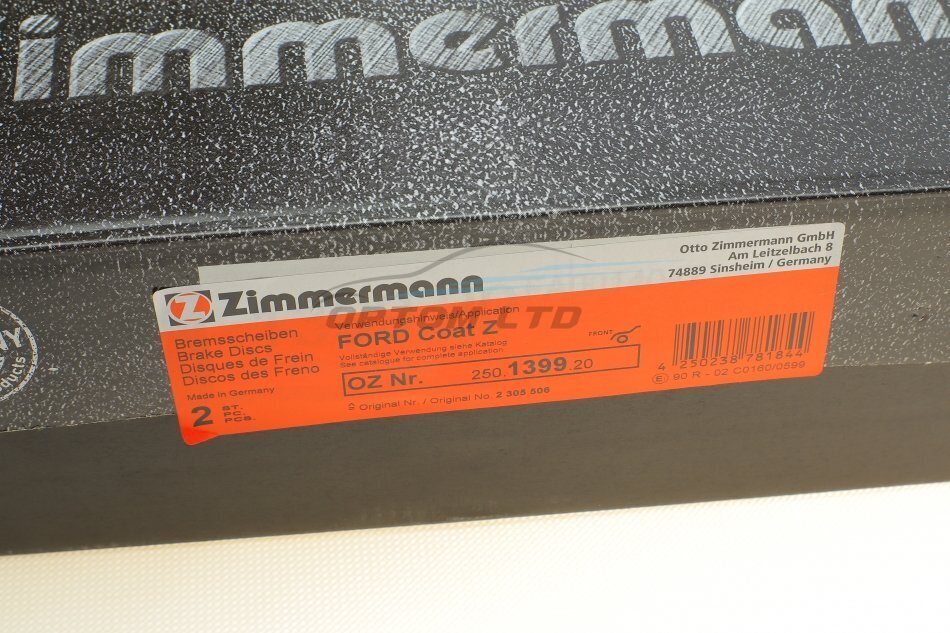 Zimmermann
Otto Zimmermann GmbH
Am Leitzelbach 8
74889 Sinsheim / Germany
Z Zimmermann
Bremsscheiben
Brake Discs
Disques de Frein
Discos des Freno
Made in Germany
2 ST.
PC.
PCS.
Verwendungshinweis/Application
FORD Coat Z
Vollständige Verwendung siehe Katalog
See catalogue for complete application.
FRONT
OZ Nr. 250.1399.20
≙ Original Nr. / Original No. 2 305 506
4 250238 781844
E 90 R - 02 C0160/0599
OPTOM LTD